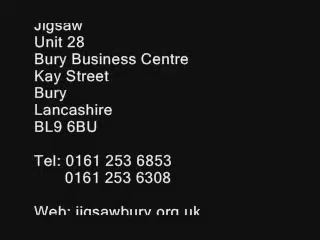 Jigsaw
Unit 28
Bury Business Centre
Kay Street
Bury
Lancashire
BL9 6BU
Tel: 0161 253 6853
0161 253 6308
Web: jigsawbury.org.uk